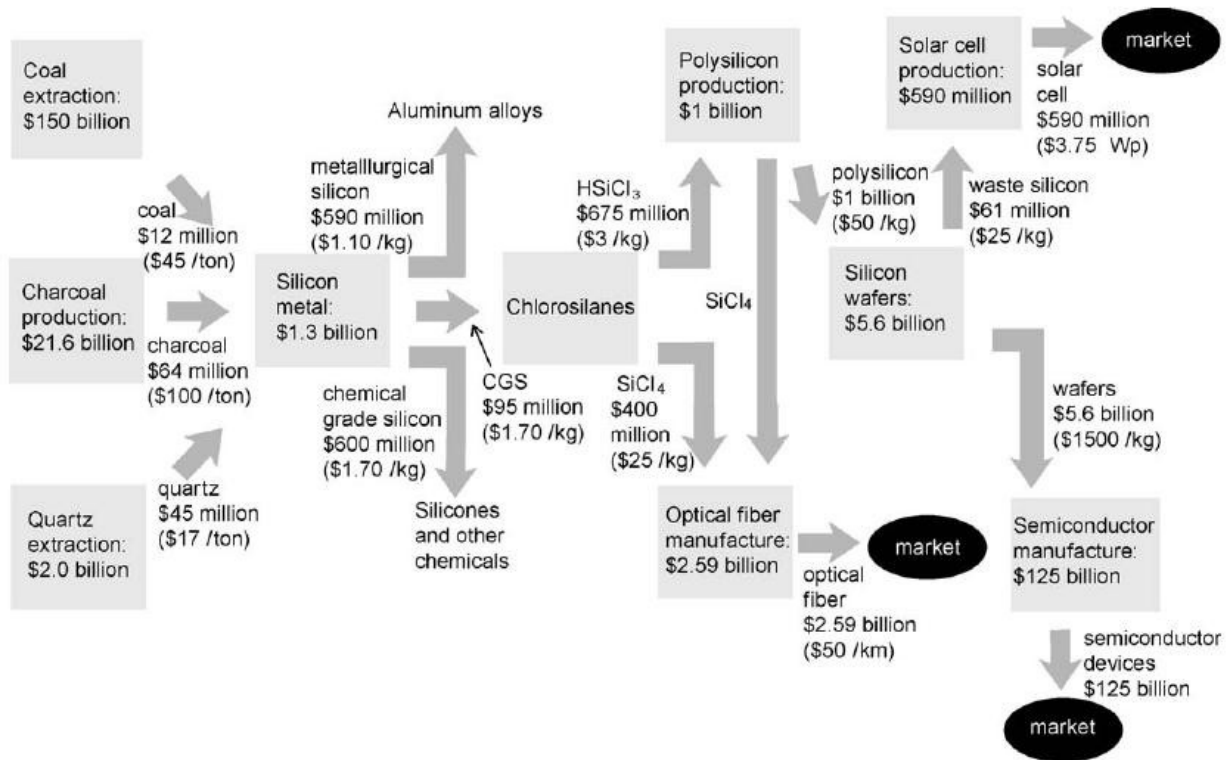 Coal
extraction:
$150 billion
coal
$12 million
($45 /ton)
Charcoal
production:
$21.6 billion
charcoal
$64 million
($100 /ton)
Quartz
extraction:
$2.0 billion
quartz
$45 million
($17 /ton)
Silicon
metal:
$1.3 billion
Aluminum alloys
metalllurgical
silicon
$590 million
($1.10 /kg)
chemical
grade silicon
$600 million
($1.70 /kg)
Silicones
and other
chemicals
CGS
$95 million
($1.70 /kg)
Chlorosilanes
HSiCl₃
$675 million
($3 /kg)
SiCl₄
$400
million
($25 /kg)
Polysilicon
production:
$1 billion
SiCl₄
polysilicon
$1 billion
($50 /kg)
Optical fiber
manufacture:
$2.59 billion
optical
fiber
$2.59 billion
($50 /km)
market
Silicon
wafers:
$5.6 billion
waste silicon
$61 million
($25 /kg)
Solar cell
production:
$590 million
solar
cell
$590 million
($3.75 Wp)
market
wafers
$5.6 billion
($1500 /kg)
Semiconductor
manufacture:
$125 billion
semiconductor
devices
$125 billion
market